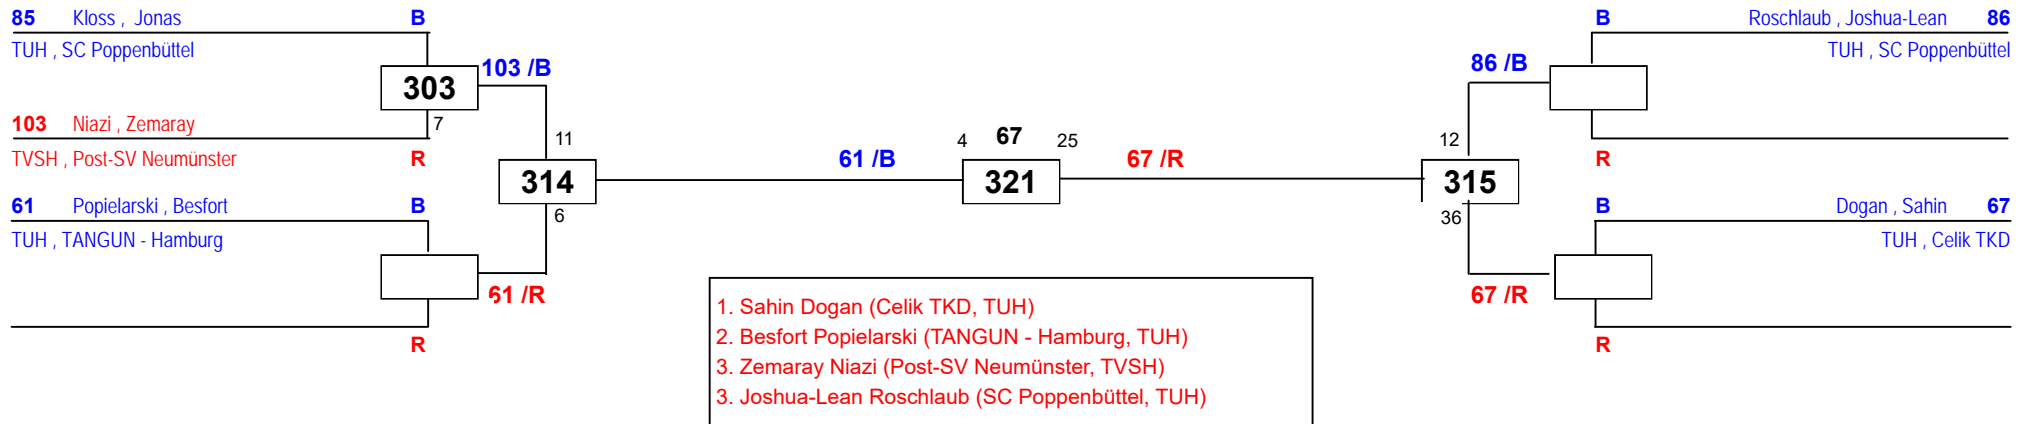 85 Kloss , Jonas B
TUH , SC Poppenbüttel
303
103 /B
7
103 Niazi , Zemaray
TVSH , Post-SV Neumünster R
11
314
6
61 Popielarski , Besfort B
TUH , TANGUN - Hamburg
61 /R
R
61 /B
4 67 25
321
67 /R
B Roschlaub , Joshua-Lean 86
TUH , SC Poppenbüttel
86 /B
R
12
315
36
B Dogan , Sahin 67
TUH , Celik TKD
67 /R
R
1. Sahin Dogan (Celik TKD, TUH)
2. Besfort Popielarski (TANGUN - Hamburg, TUH)
3. Zemaray Niazi (Post-SV Neumünster, TVSH)
3. Joshua-Lean Roschlaub (SC Poppenbüttel, TUH)